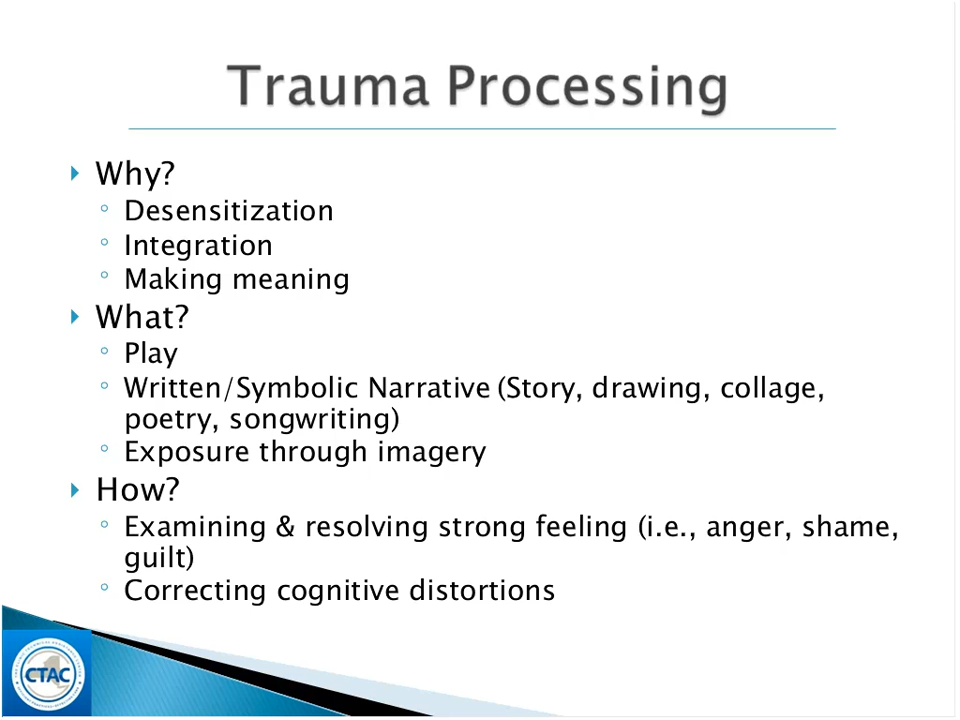 Trauma Processing
Why?
Desensitization
Integration
Making meaning
What?
Play
Written/Symbolic Narrative (Story, drawing, collage,
poetry, songwriting)
Exposure through imagery
How?
Examining & resolving strong feeling (i.e., anger, shame,
guilt)
Correcting cognitive distortions
CTAC